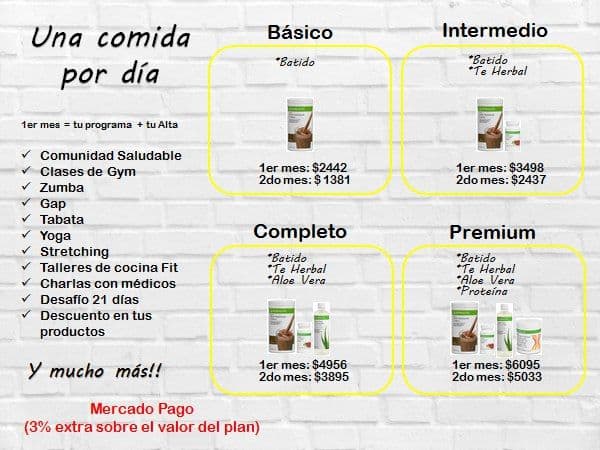 Una comida
por día
1er mes = tu programa + tu Alta
✓ Comunidad Saludable
✓ Clases de Gym
✓ Zumba
✓ Gap
✓ Tabata
✓ Yoga
✓ Stretching
✓ Talleres de cocina Fit
✓ Charlas con médicos
✓ Desafío 21 días
✓ Descuento en tus
productos
Y mucho más!!
Mercado Pago
(3% extra sobre el valor del plan)
Básico
*Batido
1er mes: $2442
2do mes: $ 1381
Intermedio
*Batido
*Te Herbal
1er mes: $3498
2do mes: $2437
Completo
*Batido
*Te Herbal
*Aloe Vera
1er mes: $4956
2do mes: $3895
Premium
*Batido
*Te Herbal
*Aloe Vera
*Proteína
1er mes: $6095
2do mes: $5033